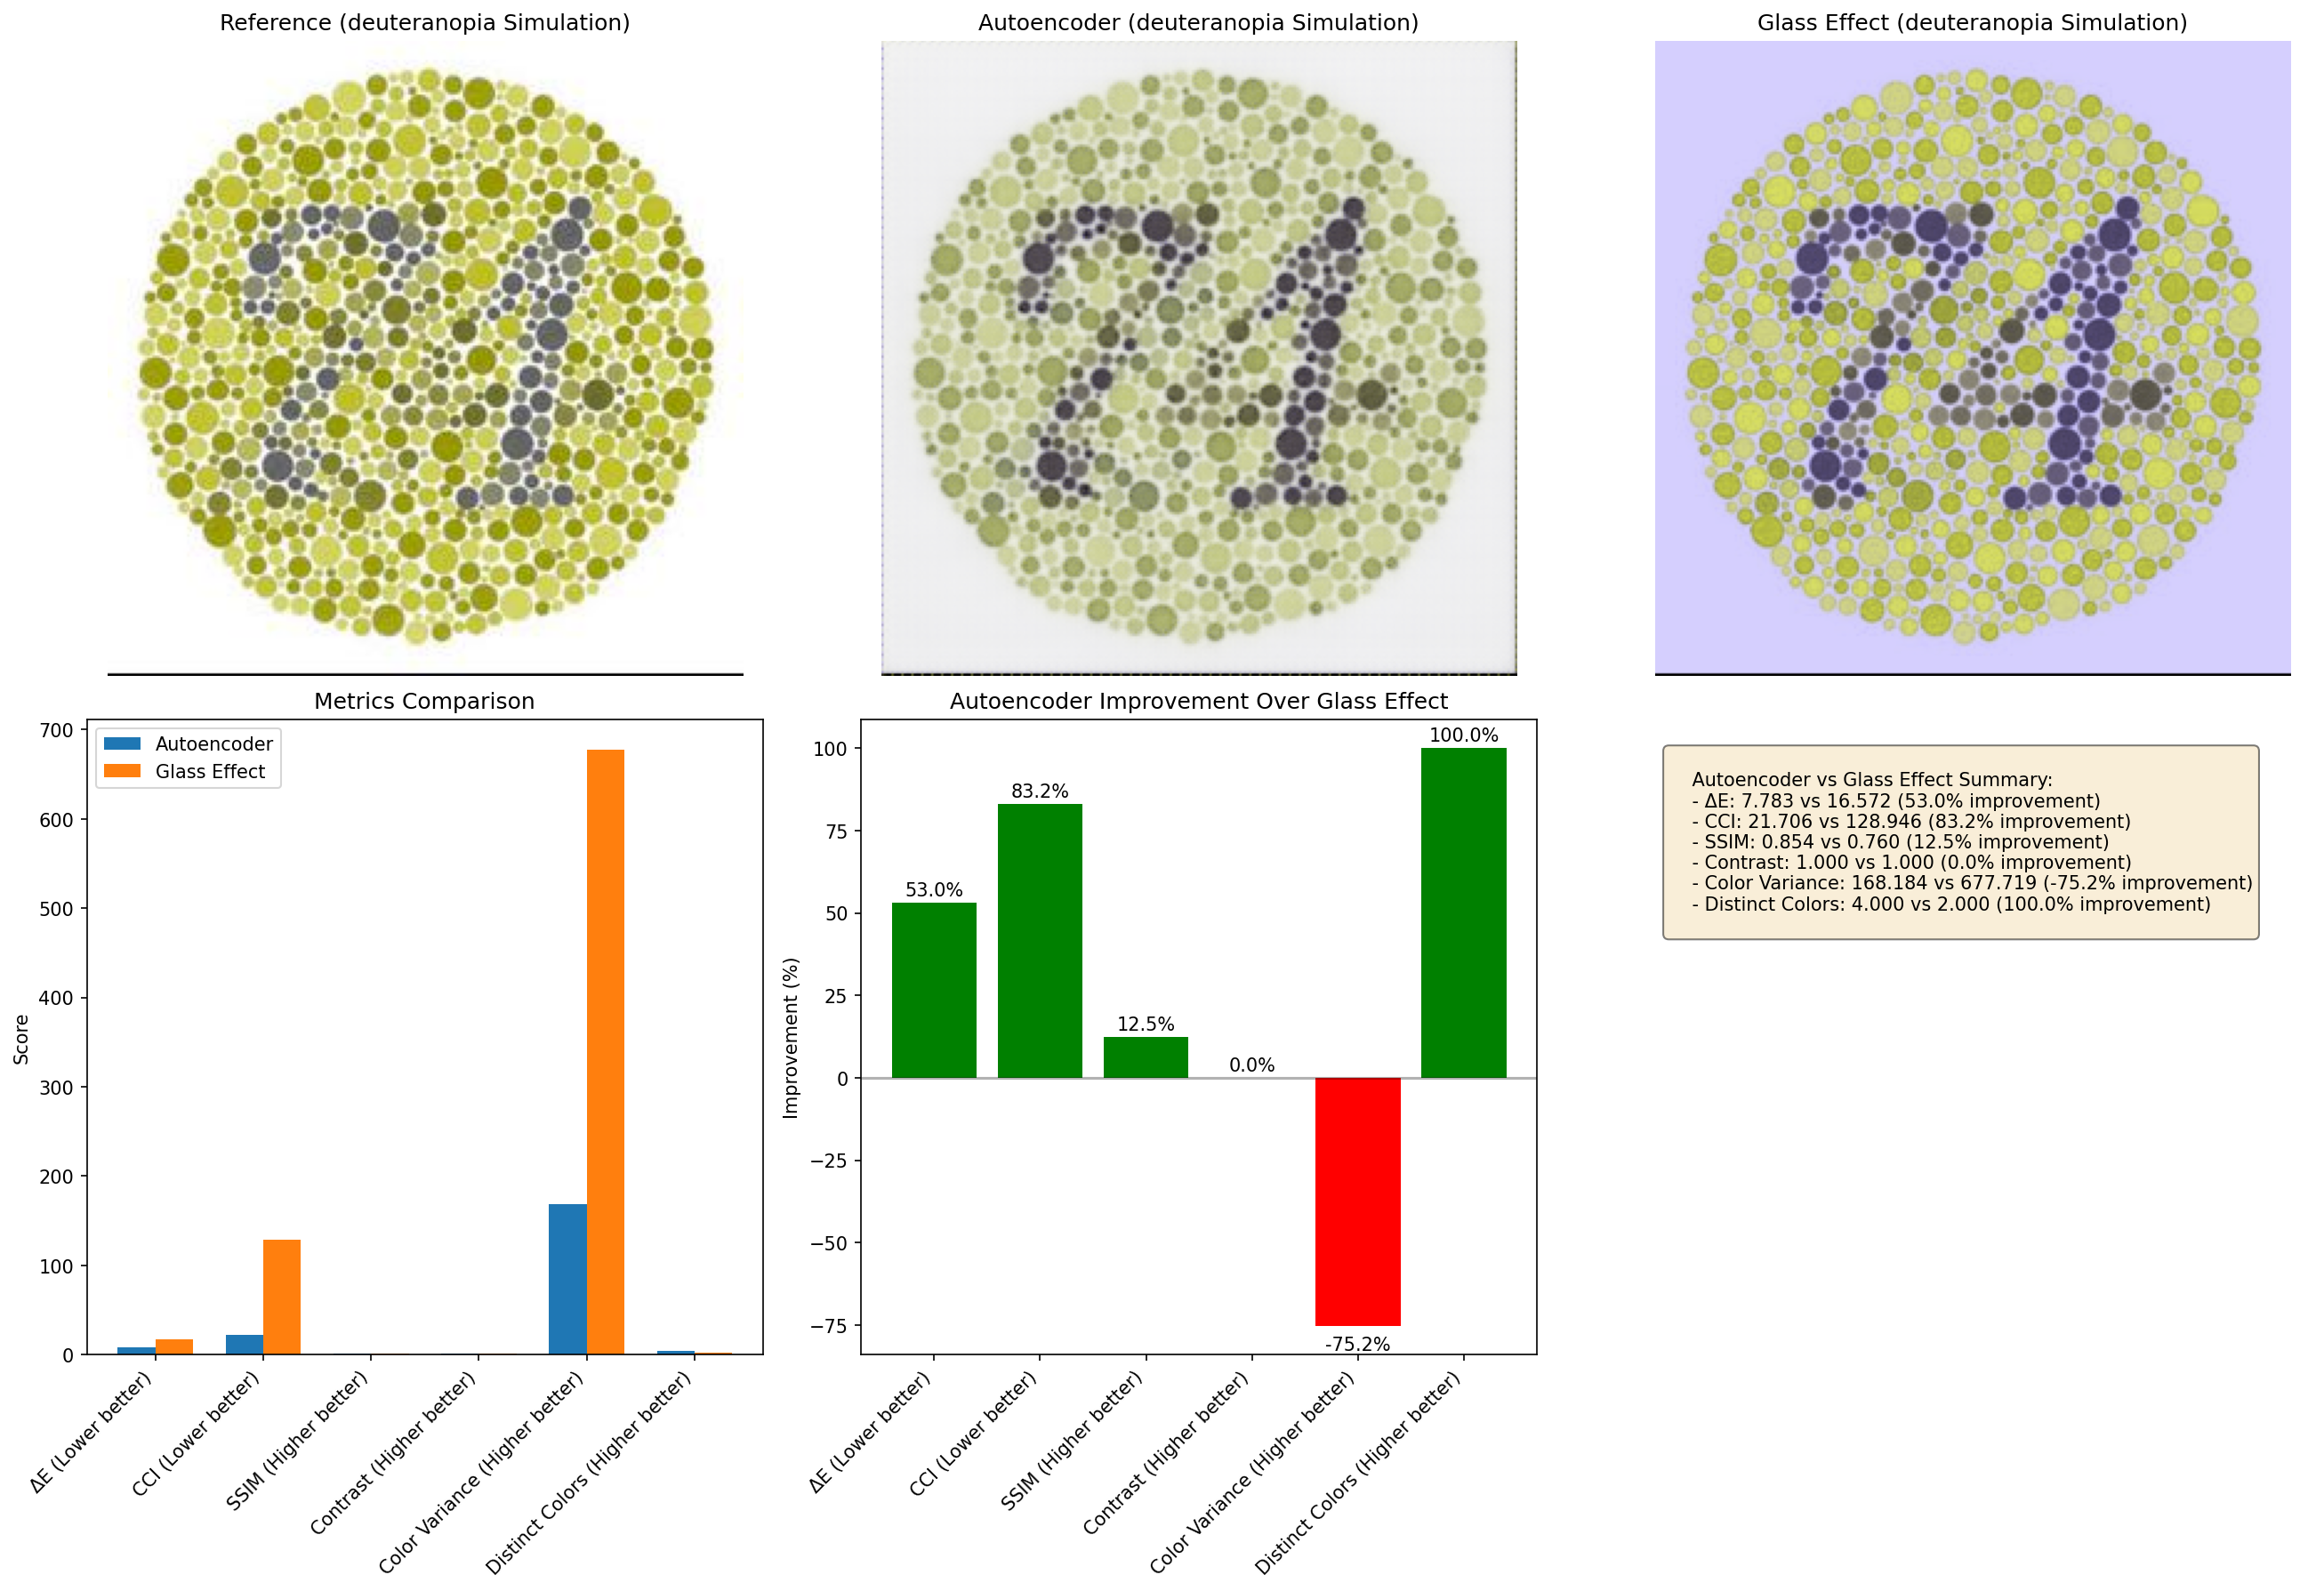 Reference (deuteranopia Simulation)
Autoencoder (deuteranopia Simulation)
Glass Effect (deuteranopia Simulation)
74
74
74
Metrics Comparison
Autoencoder
Glass Effect
Score
700
600
500
400
300
200
100
0
ΔE (Lower better)
CCI (Lower better)
SSIM (Higher better)
Contrast (Higher better)
Color Variance (Higher better)
Distinct Colors (Higher better)
Autoencoder Improvement Over Glass Effect
Improvement (%)
100
75
50
25
0
−25
−50
−75
53.0%
83.2%
12.5%
0.0%
-75.2%
100.0%
ΔE (Lower better)
CCI (Lower better)
SSIM (Higher better)
Contrast (Higher better)
Color Variance (Higher better)
Distinct Colors (Higher better)
Autoencoder vs Glass Effect Summary:
- ΔE: 7.783 vs 16.572 (53.0% improvement)
- CCI: 21.706 vs 128.946 (83.2% improvement)
- SSIM: 0.854 vs 0.760 (12.5% improvement)
- Contrast: 1.000 vs 1.000 (0.0% improvement)
- Color Variance: 168.184 vs 677.719 (-75.2% improvement)
- Distinct Colors: 4.000 vs 2.000 (100.0% improvement)